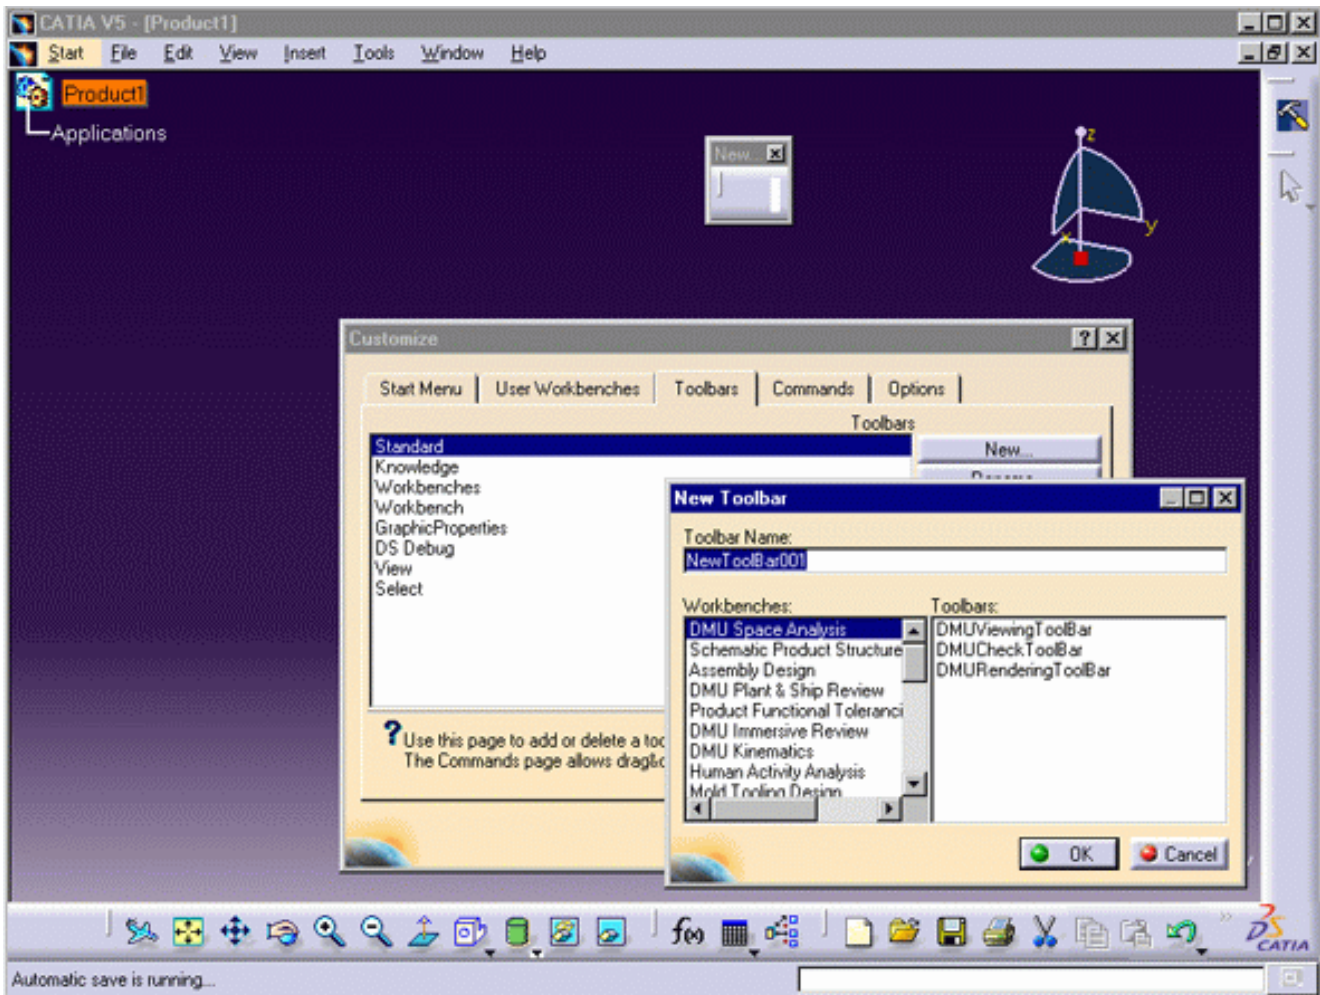 CATIA V5 - [Product1]
Start File Edit View Insert Tools Window Help
Product1
Applications
New...
z
y
x
Customize
Start Menu User Workbenches Toolbars Commands Options
Toolbars
Standard
Knowledge
Workbenches
Workbench
GraphicProperties
DS Debug
View
Select
New...
Use this page to add or delete a too
The Commands page allows drag&c
New Toolbar
Toolbar Name:
NewToolBar001
Workbenches:
DMU Space Analysis
Schematic Product Structure
Assembly Design
DMU Plant & Ship Review
Product Functional Toleranci
DMU Immersive Review
DMU Kinematics
Human Activity Analysis
Mold Tooling Design
Toolbars:
DMUViewingToolBar
DMUCheckToolBar
DMURenderingToolBar
OK Cancel
f(x)
DS
CATIA
Automatic save is running...